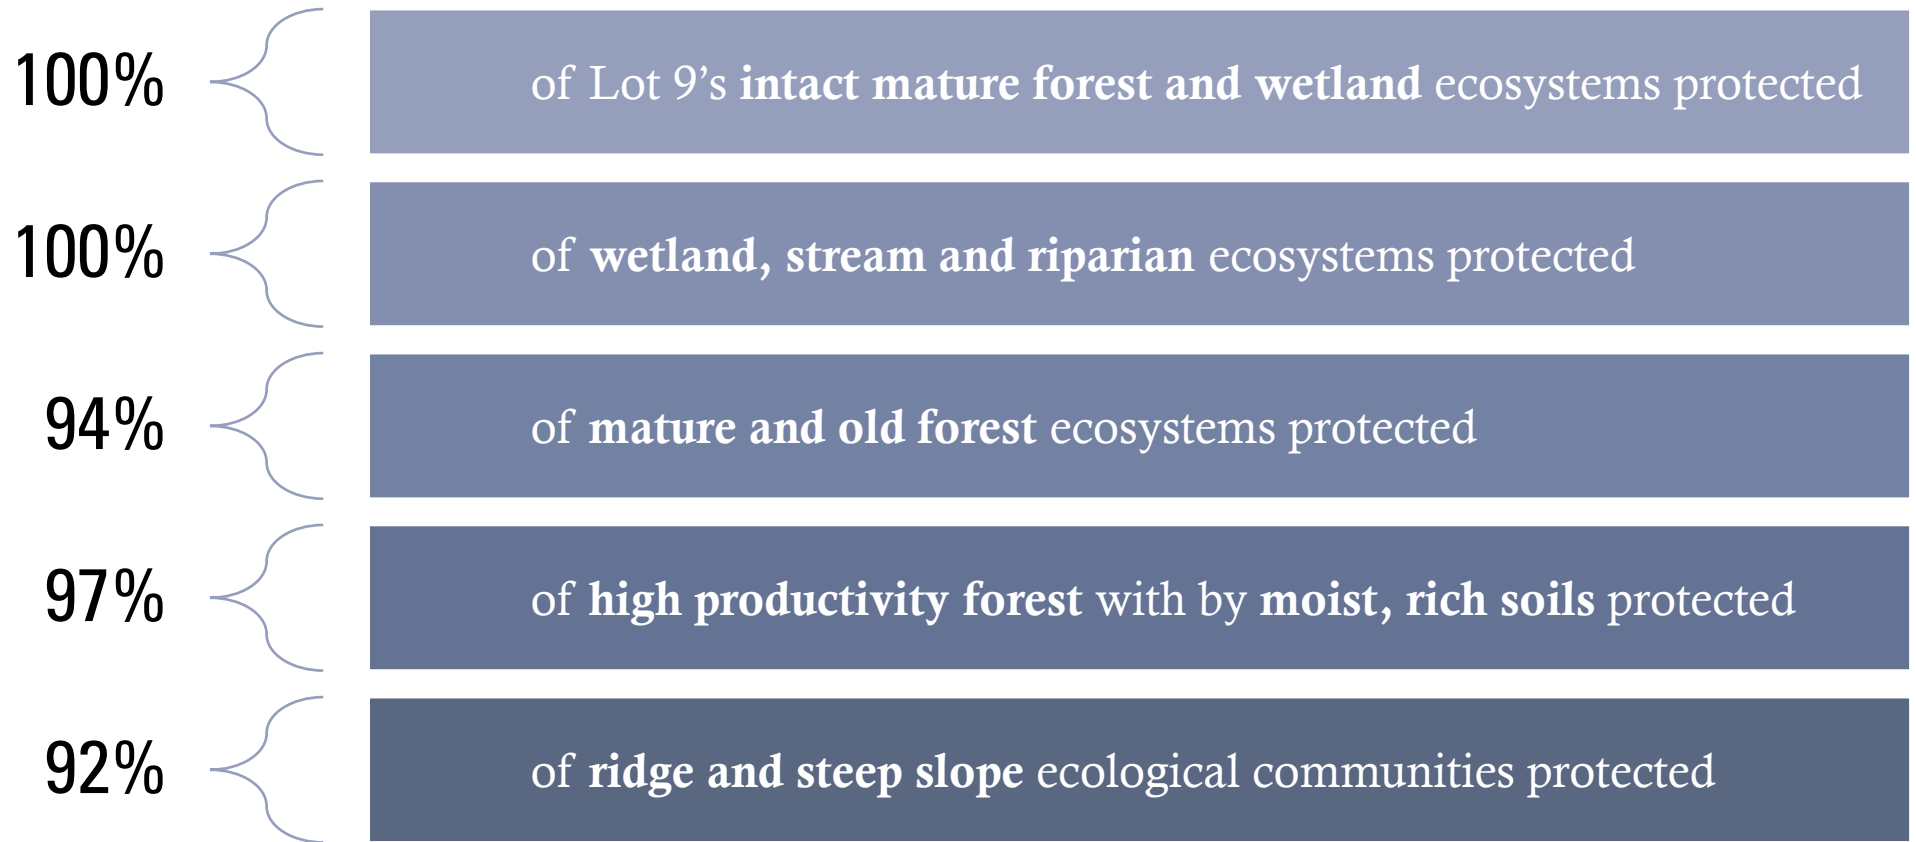 100% of Lot 9’s intact mature forest and wetland ecosystems protected
100% of wetland, stream and riparian ecosystems protected
94% of mature and old forest ecosystems protected
97% of high productivity forest with by moist, rich soils protected
92% of ridge and steep slope ecological communities protected